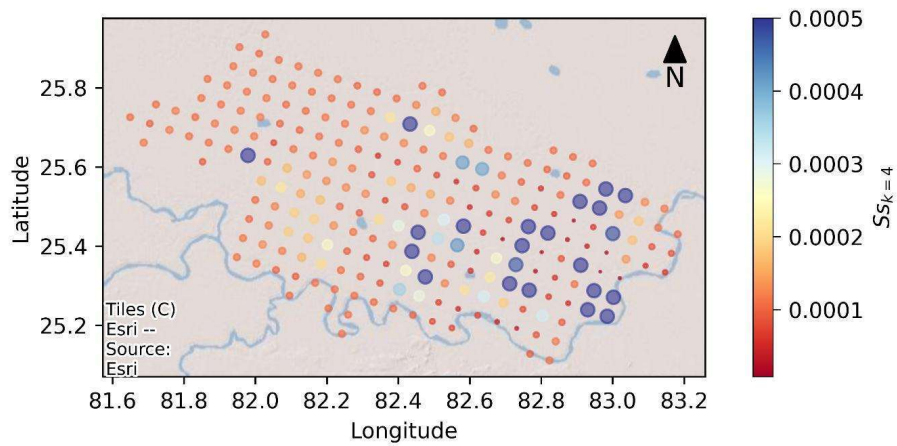 25.8
25.6
25.4
25.2
Latitude
N
Tiles (C)
Esri --
Source:
Esri
81.6 81.8 82.0 82.2 82.4 82.6 82.8 83.0 83.2
Longitude
0.0005
0.0004
0.0003
0.0002
0.0001
Ss k=4